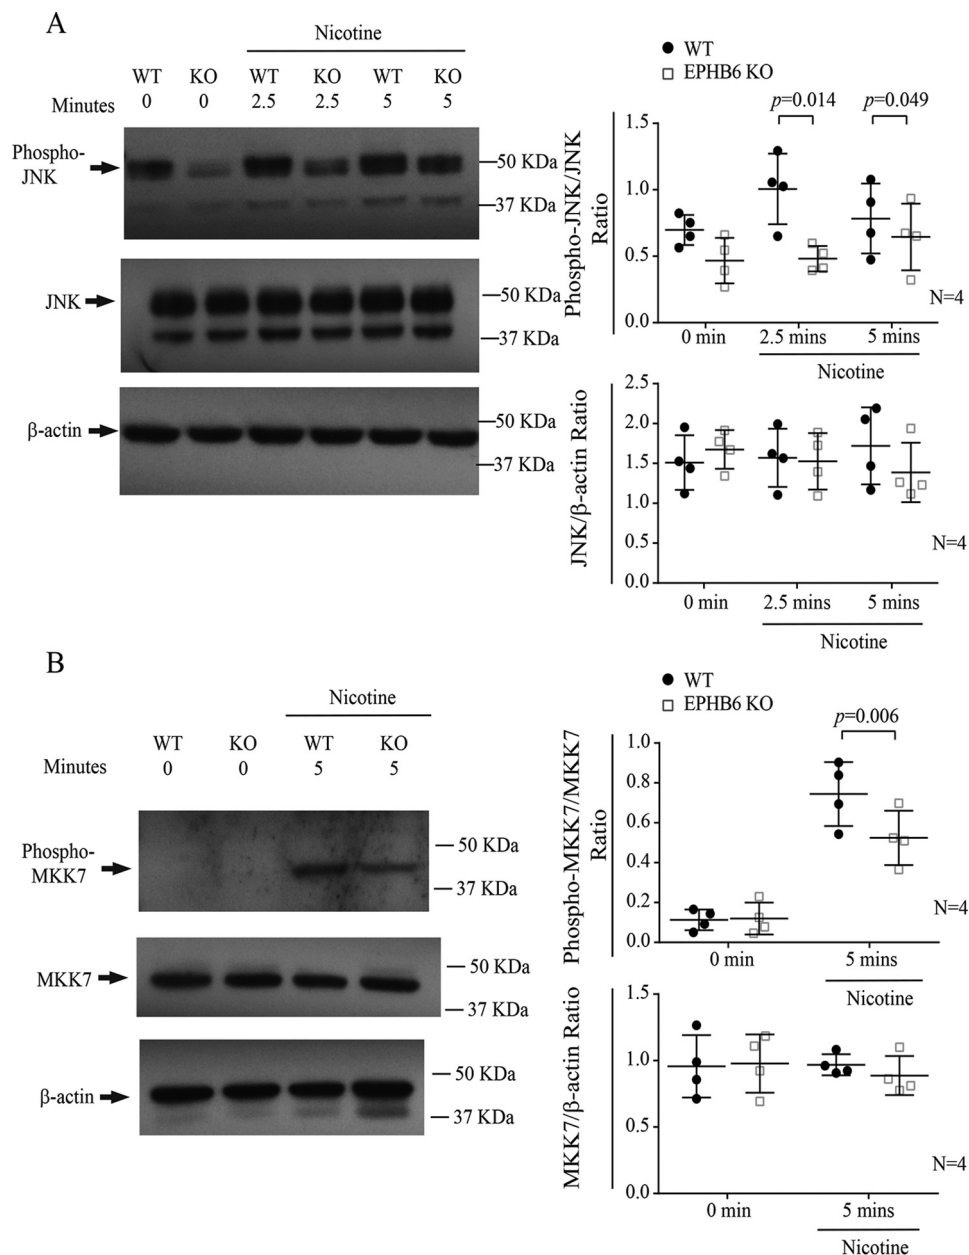 A
Nicotine
WT KO WT KO WT KO
Minutes 0 0 2.5 2.5 5 5
Phospho-
JNK
50 KDa
37 KDa
JNK
50 KDa
37 KDa
β-actin
50 KDa
37 KDa
WT
EPHB6 KO
p=0.014 p=0.049
Phospho-JNK/JNK
Ratio
1.5
1.0
0.5
0.0
N=4
0 min 2.5 mins 5 mins
Nicotine
JNK/β-actin Ratio
2.5
2.0
1.5
1.0
0.5
0.0
N=4
0 min 2.5 mins 5 mins
Nicotine
B
Nicotine
WT KO WT KO
Minutes 0 0 5 5
Phospho-
MKK7
50 KDa
37 KDa
MKK7
50 KDa
37 KDa
β-actin
50 KDa
37 KDa
WT
EPHB6 KO
p=0.006
Phospho-MKK7/MKK7
Ratio
1.0
0.8
0.6
0.4
0.2
0.0
N=4
0 min 5 mins
Nicotine
MKK7/β-actin Ratio
1.5
1.0
0.5
0.0
N=4
0 min 5 mins
Nicotine